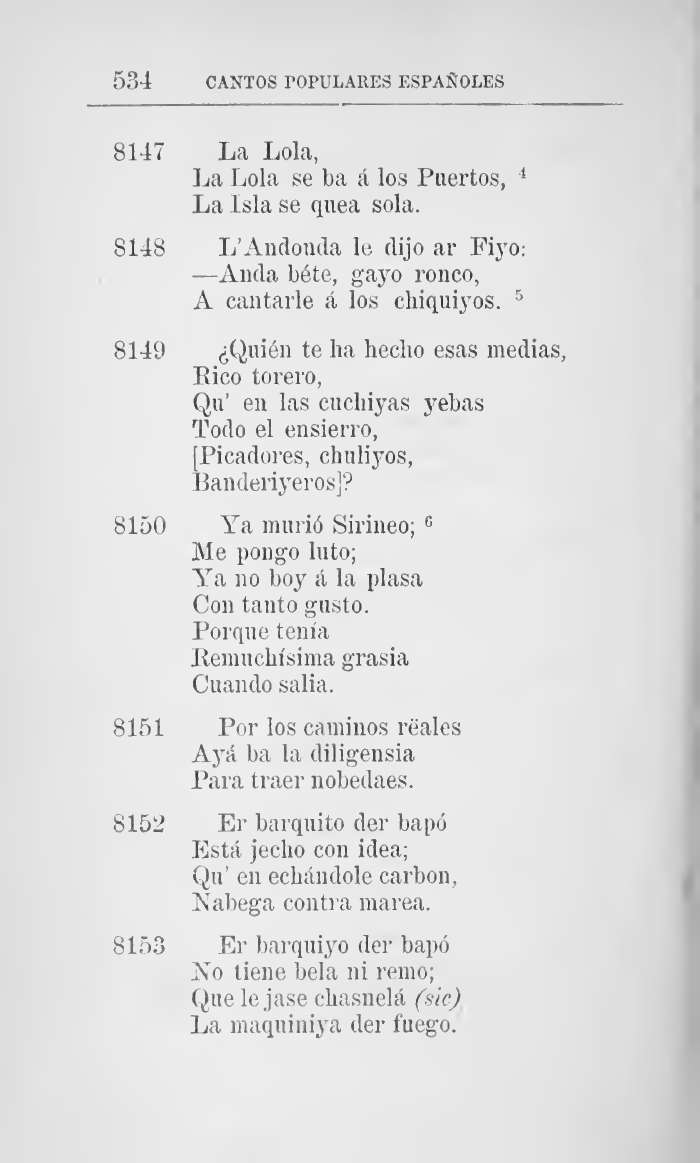 534 CANTOS POPULARES ESPAÑOLES
8147 La Lola,
La Lola se ba á los Puertos, 4
La Isla se quea sola.
8148 L'Andonda le dijo ar Fiyo:
—Anda béte, gayo ronco,
A cantarle á los chiquiyos. 5
8149 ¿Quién te ha hecho esas medias,
Rico torero,
Qu' en las cuchiyas yebas
Todo el ensierro,
[Picadores, chuliyos,
Banderiyeros]?
8150 Ya murió Sirineo; 6
Me pongo luto;
Ya no boy á la plasa
Con tanto gusto.
Porque tenía
Remuchísima grasia
Cuando salia.
8151 Por los caminos rëales
Ayá ba la diligensia
Para traer nobedaes.
8152 Er barquito der bapó
Está jecho con idea;
Qu' en echándole carbon,
Nabega contra marea.
8153 Er barquiyo der bapó
No tiene bela ni remo;
Que le jase chasnelá (sic)
La maquiniya der fuego.